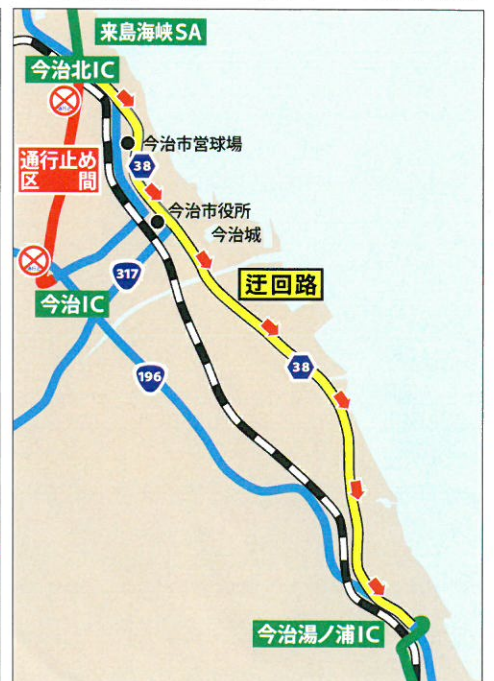 来島海峡SA
今治北IC
今治市営球場
38
通行止め
区間
今治市役所
今治城
317
迂回路
今治IC
38
196
今治湯ノ浦IC